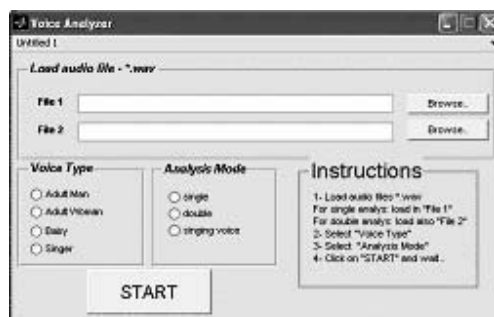 Voice Analyzer
Untitled 1
Load audio file - *.wav
File 1
Browse..
File 2
Browse..
Voice Type
Adult Man
Adult Woman
Baby
Singer
Analysis Mode
single
double
singing voice
Instructions
1- Load audio files *.wav
For single analys: load in "File 1"
For double analys: load also "File 2"
2- Select "Voice Type"
3- Select "Analysis Mode"
4- Click on "START" and wait...
START